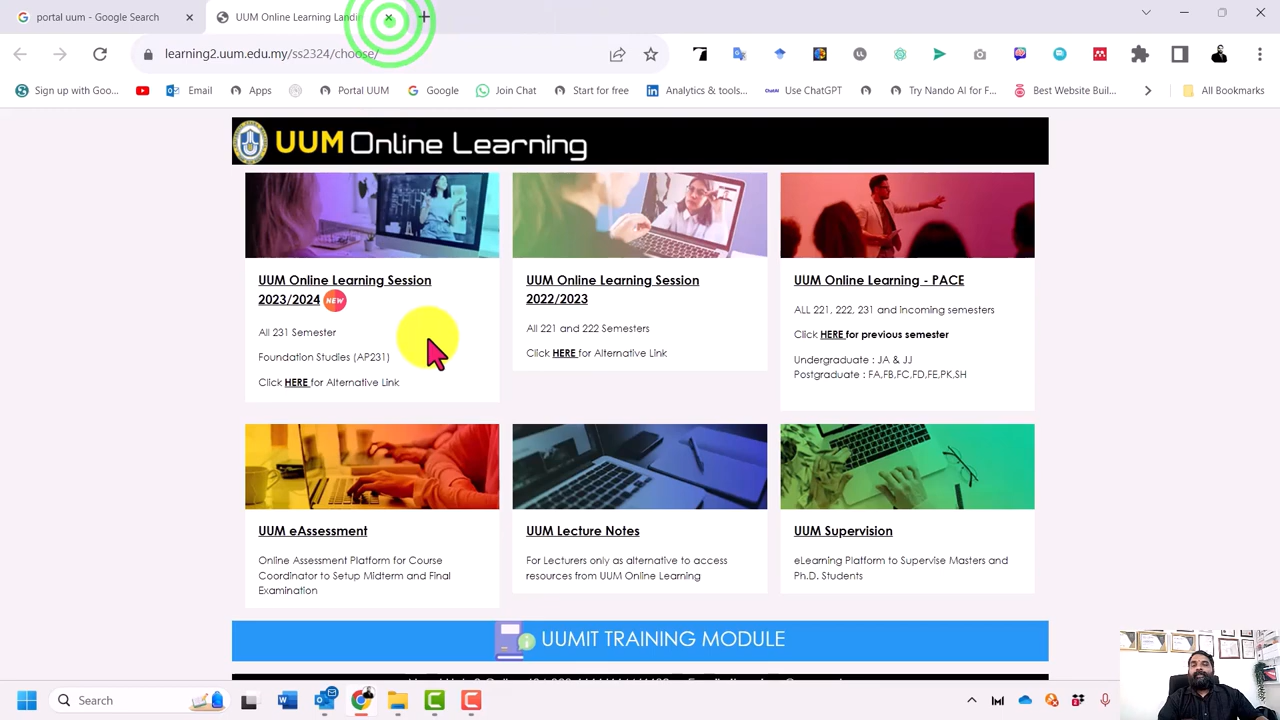 portal uum - Google Search
UUM Online Learning Landi
learning2.uum.edu.my/ss2324/choose/
Sign up with Goo...
Email
Apps
Portal UUM
Google
Join Chat
Start for free
Analytics & tools...
ChatAI
Use ChatGPT
Try Nando AI for F...
Best Website Buil...
All Bookmarks
UUM Online Learning
UUM Online Learning Session
2023/2024 NEW
All 231 Semester
Foundation Studies (AP231)
Click HERE for Alternative Link
UUM Online Learning Session
2022/2023
All 221 and 222 Semesters
Click HERE for Alternative Link
UUM Online Learning - PACE
ALL 221, 222, 231 and incoming semesters
Click HERE for previous semester
Undergraduate : JA & JJ
Postgraduate : FA,FB,FC,FD,FE,PK,SH
UUM eAssessment
Online Assessment Platform for Course
Coordinator to Setup Midterm and Final
Examination
UUM Lecture Notes
For Lecturers only as alternative to access
resources from UUM Online Learning
UUM Supervision
eLearning Platform to Supervise Masters and
Ph.D. Students
UUMIT TRAINING MODULE
Search